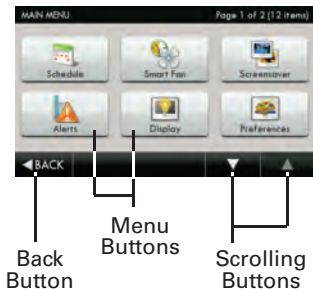 MAIN MENU Page 1 of 2 (12 items)
Schedule Smart Fan Screensaver
Alerts Display Preferences
BACK
Menu
Buttons
Back
Button
Scrolling
Buttons